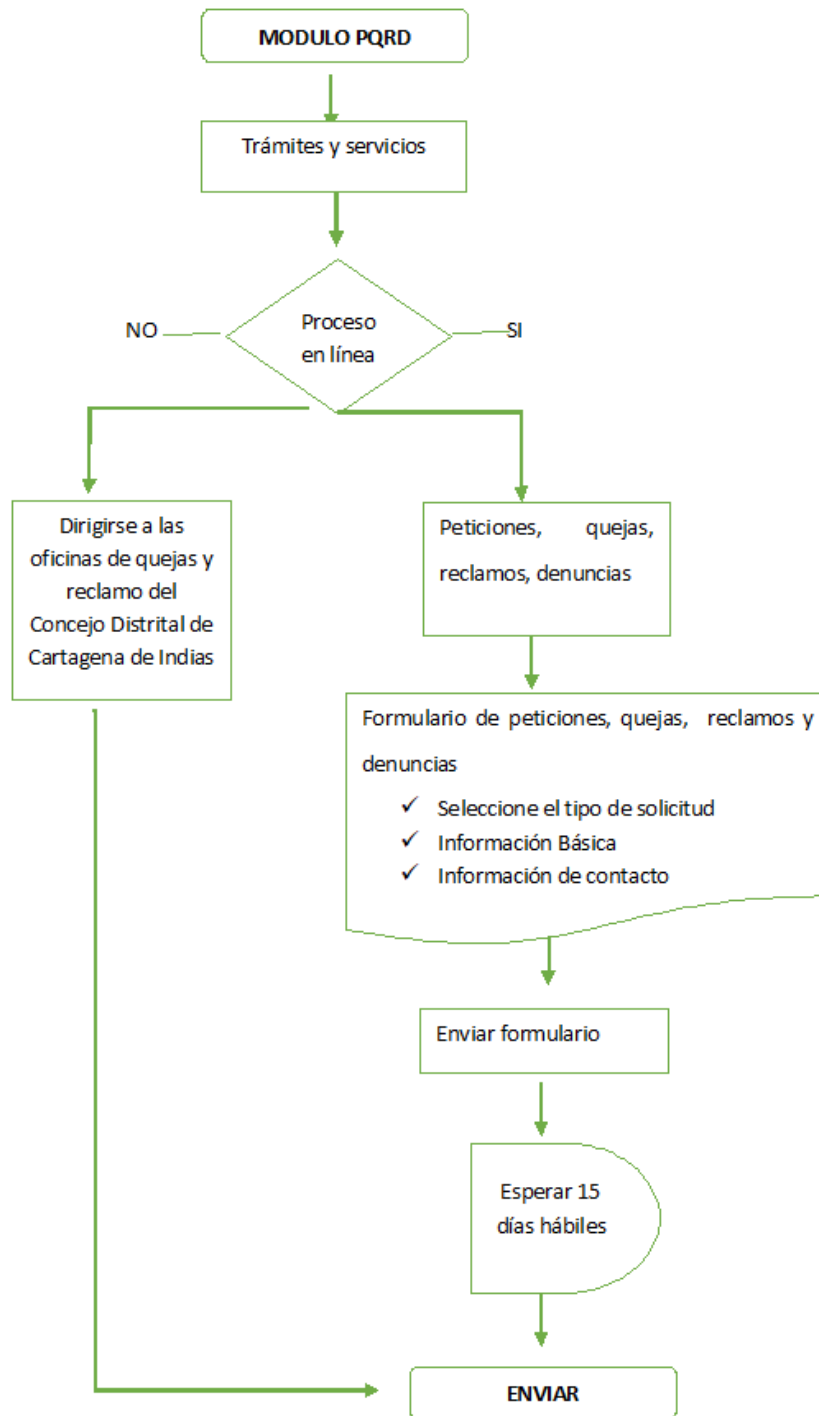 MODULO PQRD
Trámites y servicios
Proceso
en línea
NO
SI
Dirigirse a las
oficinas de quejas y
reclamo del
Concejo Distrital de
Cartagena de Indias
Peticiones, quejas,
reclamos, denuncias
Formulario de peticiones, quejas, reclamos y
denuncias
✓ Seleccione el tipo de solicitud
✓ Información Básica
✓ Información de contacto
Enviar formulario
Esperar 15
días hábiles
ENVIAR